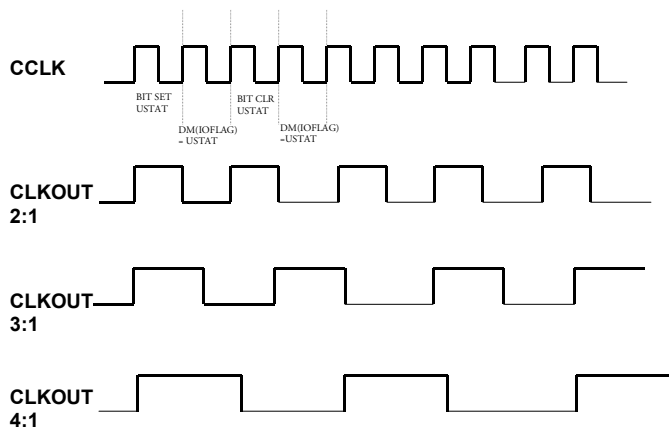 CCLK
BIT SET
USTAT
BIT CLR
USTAT
DM(IOFLAG)
= USTAT
DM(IOFLAG)
=USTAT
CLKOUT
2:1
CLKOUT
3:1
CLKOUT
4:1